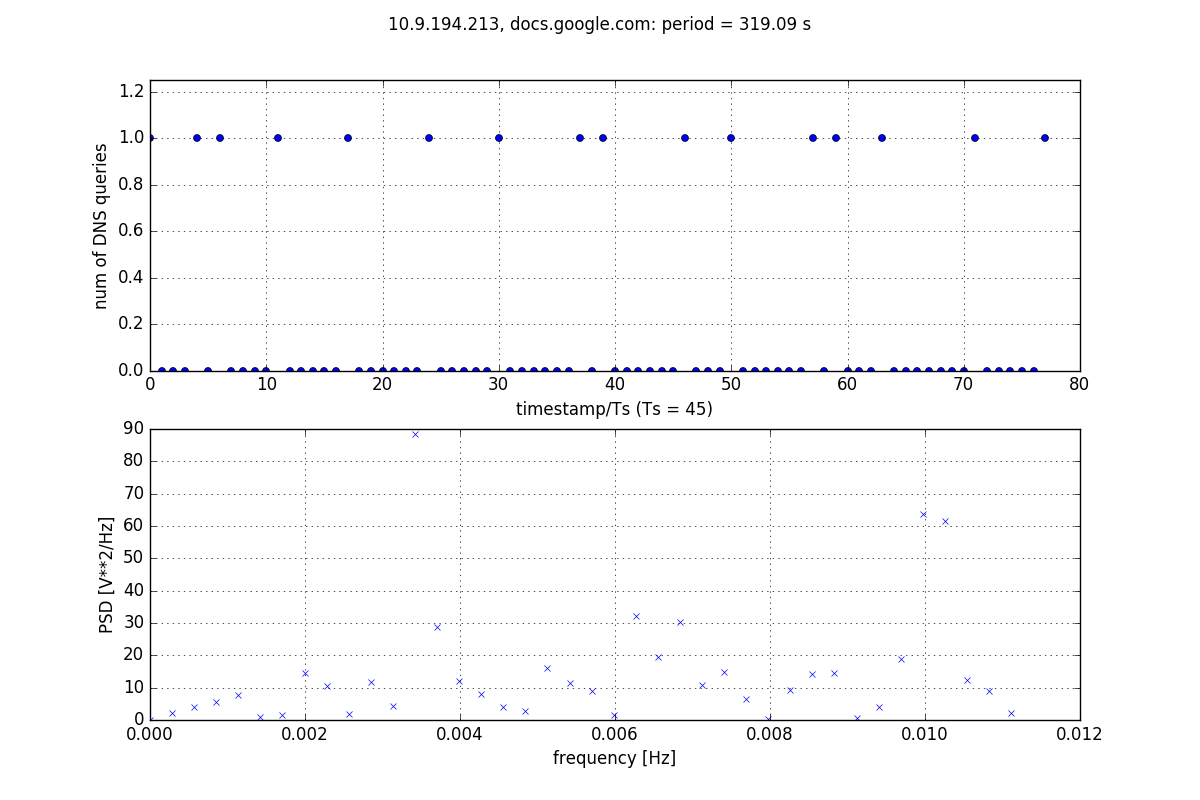 10.9.194.213, docs.google.com: period = 319.09 s
1.2
1.0
0.8
0.6
0.4
0.2
0.0
num of DNS queries
0 10 20 30 40 50 60 70 80
timestamp/Ts (Ts = 45)
90
80
70
60
50
40
30
20
10
0
PSD [V**2/Hz]
0.000 0.002 0.004 0.006 0.008 0.010 0.012
frequency [Hz]